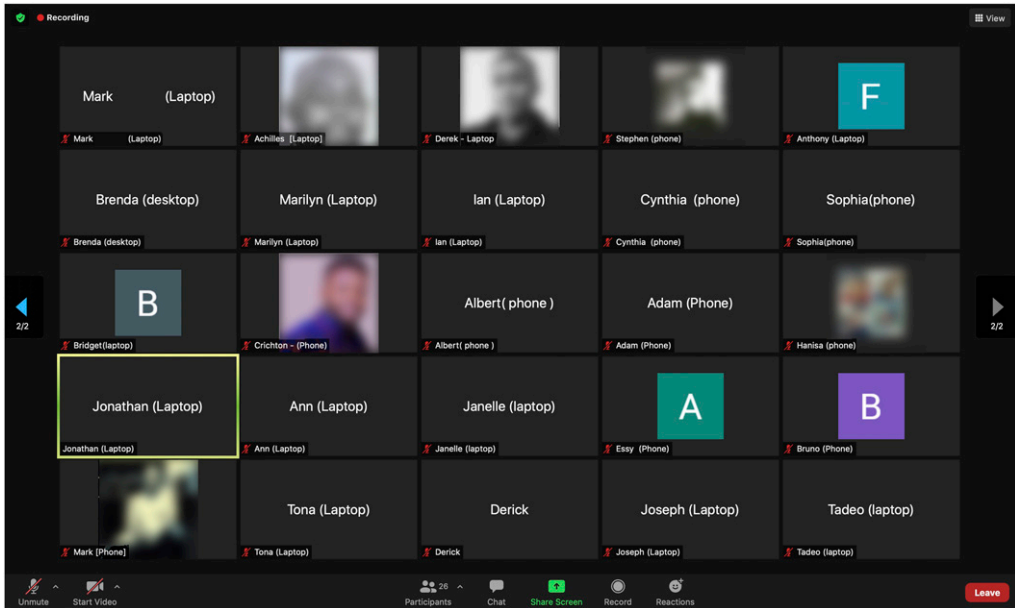 Recording
View
Mark (Laptop)
Mark (Laptop)
Achilles [Laptop]
Derek - Laptop
Stephen (phone)
F
Anthony (Laptop)
Brenda (desktop)
Brenda (desktop)
Marilyn (Laptop)
Marilyn (Laptop)
Ian (Laptop)
Ian (Laptop)
Cynthia (phone)
Cynthia (phone)
Sophia(phone)
Sophia(phone)
2/2
B
Bridget(laptop)
Crichton - (Phone)
Albert( phone )
Albert( phone )
Adam (Phone)
Adam (Phone)
Hanisa (phone)
2/2
Jonathan (Laptop)
Jonathan (Laptop)
Ann (Laptop)
Ann (Laptop)
Janelle (laptop)
Janelle (laptop)
A
Essy (Phone)
B
Bruno (Phone)
Mark [Phone]
Tona (Laptop)
Tona (Laptop)
Derick
Derick
Joseph (Laptop)
Joseph (Laptop)
Tadeo (laptop)
Tadeo (laptop)
Unmute
Start Video
26
Participants
Chat
Share Screen
Record
Reactions
Leave